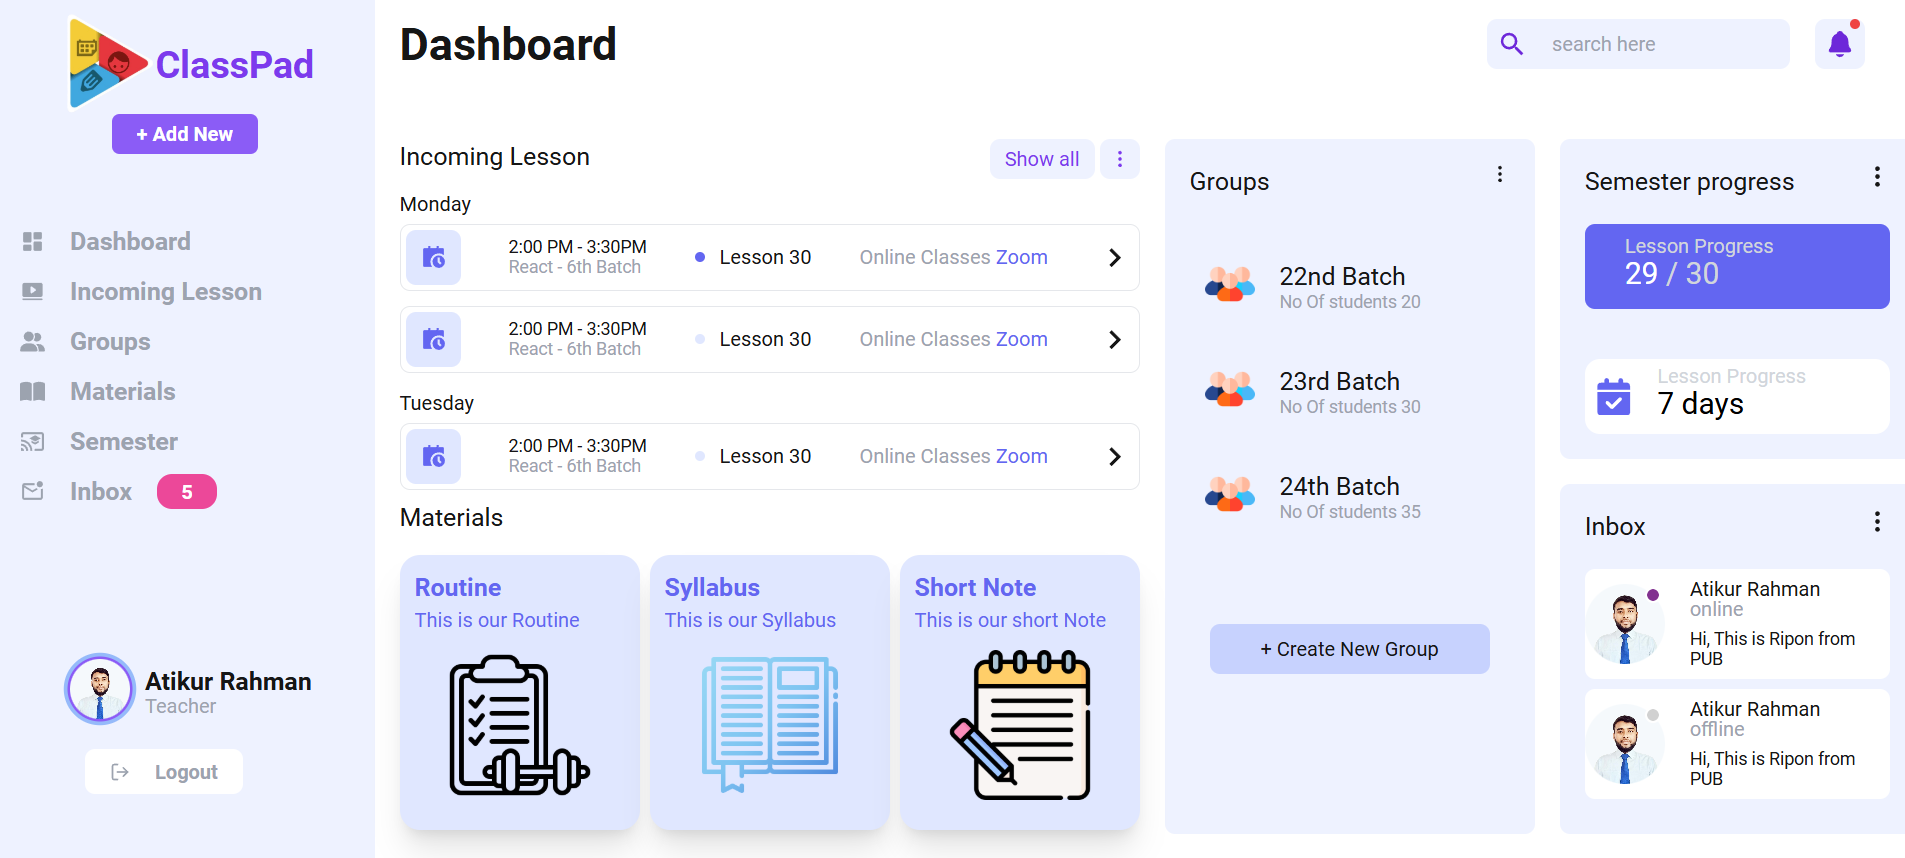 ClassPad
+ Add New
Dashboard
Incoming Lesson
Groups
Materials
Semester
Inbox 5
Atikur Rahman
Teacher
Logout
Dashboard
search here
Incoming Lesson
Show all
Monday
2:00 PM - 3:30PM
React - 6th Batch
Lesson 30
Online Classes Zoom
2:00 PM - 3:30PM
React - 6th Batch
Lesson 30
Online Classes Zoom
Tuesday
2:00 PM - 3:30PM
React - 6th Batch
Lesson 30
Online Classes Zoom
Materials
Routine
This is our Routine
Syllabus
This is our Syllabus
Short Note
This is our short Note
Groups
22nd Batch
No Of students 20
23rd Batch
No Of students 30
24th Batch
No Of students 35
+ Create New Group
Semester progress
Lesson Progress
29 / 30
Lesson Progress
7 days
Inbox
Atikur Rahman
online
Hi, This is Ripon from
PUB
Atikur Rahman
offline
Hi, This is Ripon from
PUB